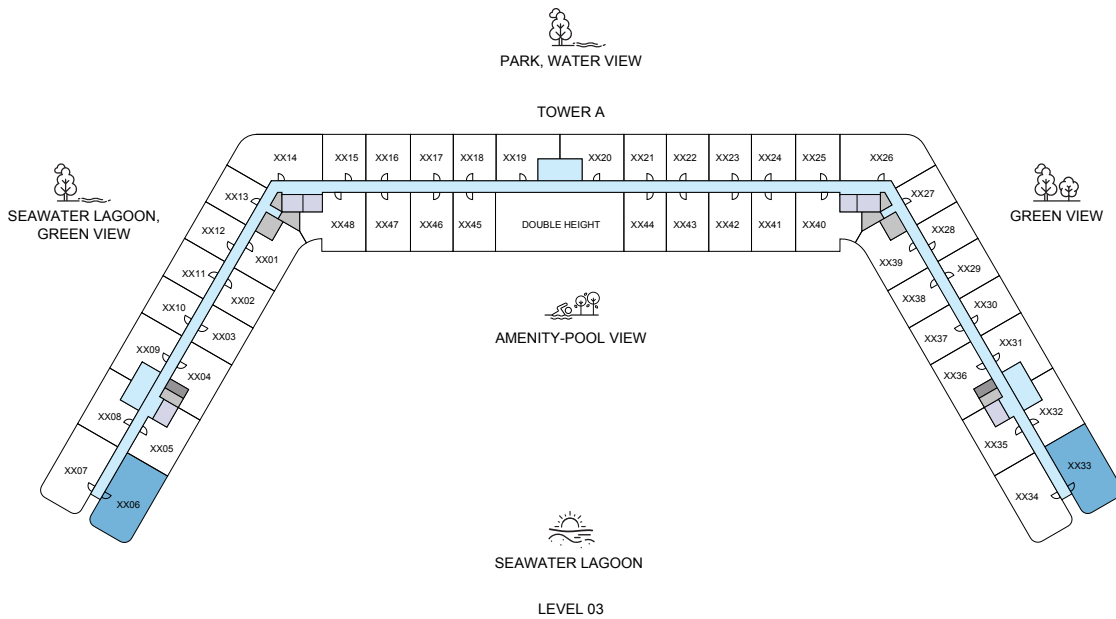 PARK, WATER VIEW
TOWER A
XX14
XX15
XX16
XX17
XX18
XX19
XX20
XX21
XX22
XX23
XX24
XX25
XX26
XX13
XX27
SEAWATER LAGOON,
GREEN VIEW
GREEN VIEW
XX48
XX47
XX46
XX45
DOUBLE HEIGHT
XX44
XX43
XX42
XX41
XX40
XX12
XX01
XX39
XX28
XX11
XX02
XX38
XX29
XX10
XX03
XX37
XX30
AMENITY-POOL VIEW
XX09
XX04
XX36
XX31
XX08
XX05
XX35
XX32
XX07
XX06
XX34
XX33
SEAWATER LAGOON
LEVEL 03